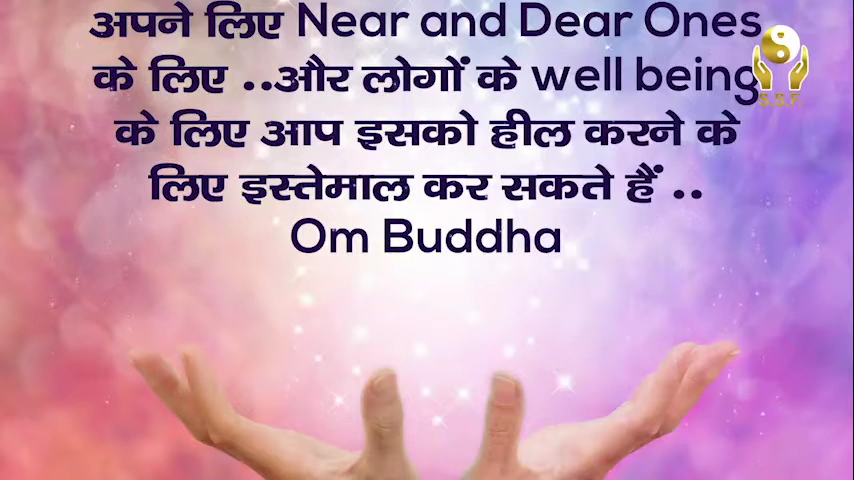 अपने लिए Near and Dear Ones
के लिए ..और लोगों के well being
के लिए आप इसको हील करने के
लिए इस्तेमाल कर सकते हैं ..
Om Buddha
S.S.F.